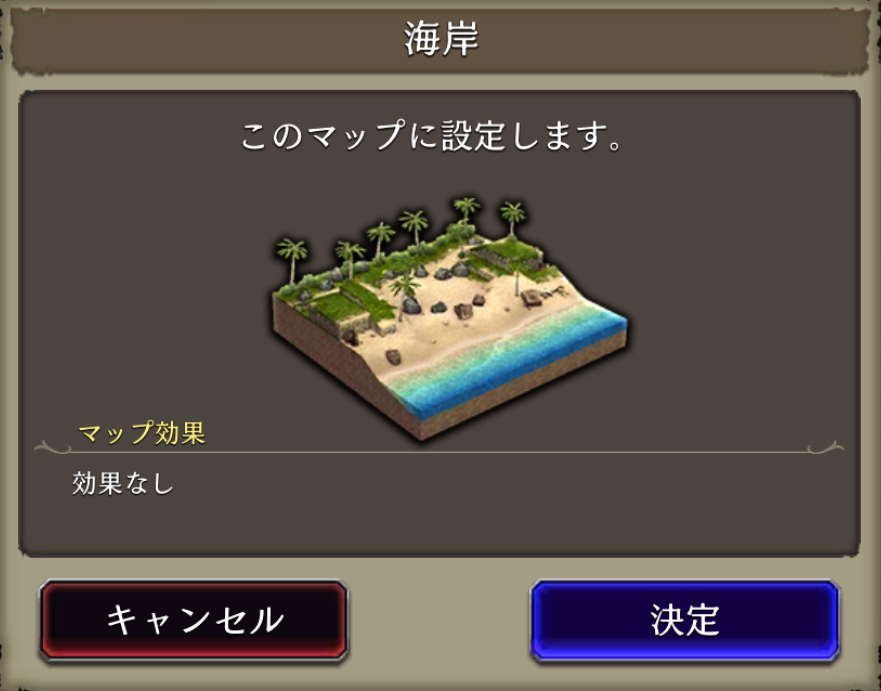 海岸
このマップに設定します。
マップ効果
効果なし
キャンセル
決定